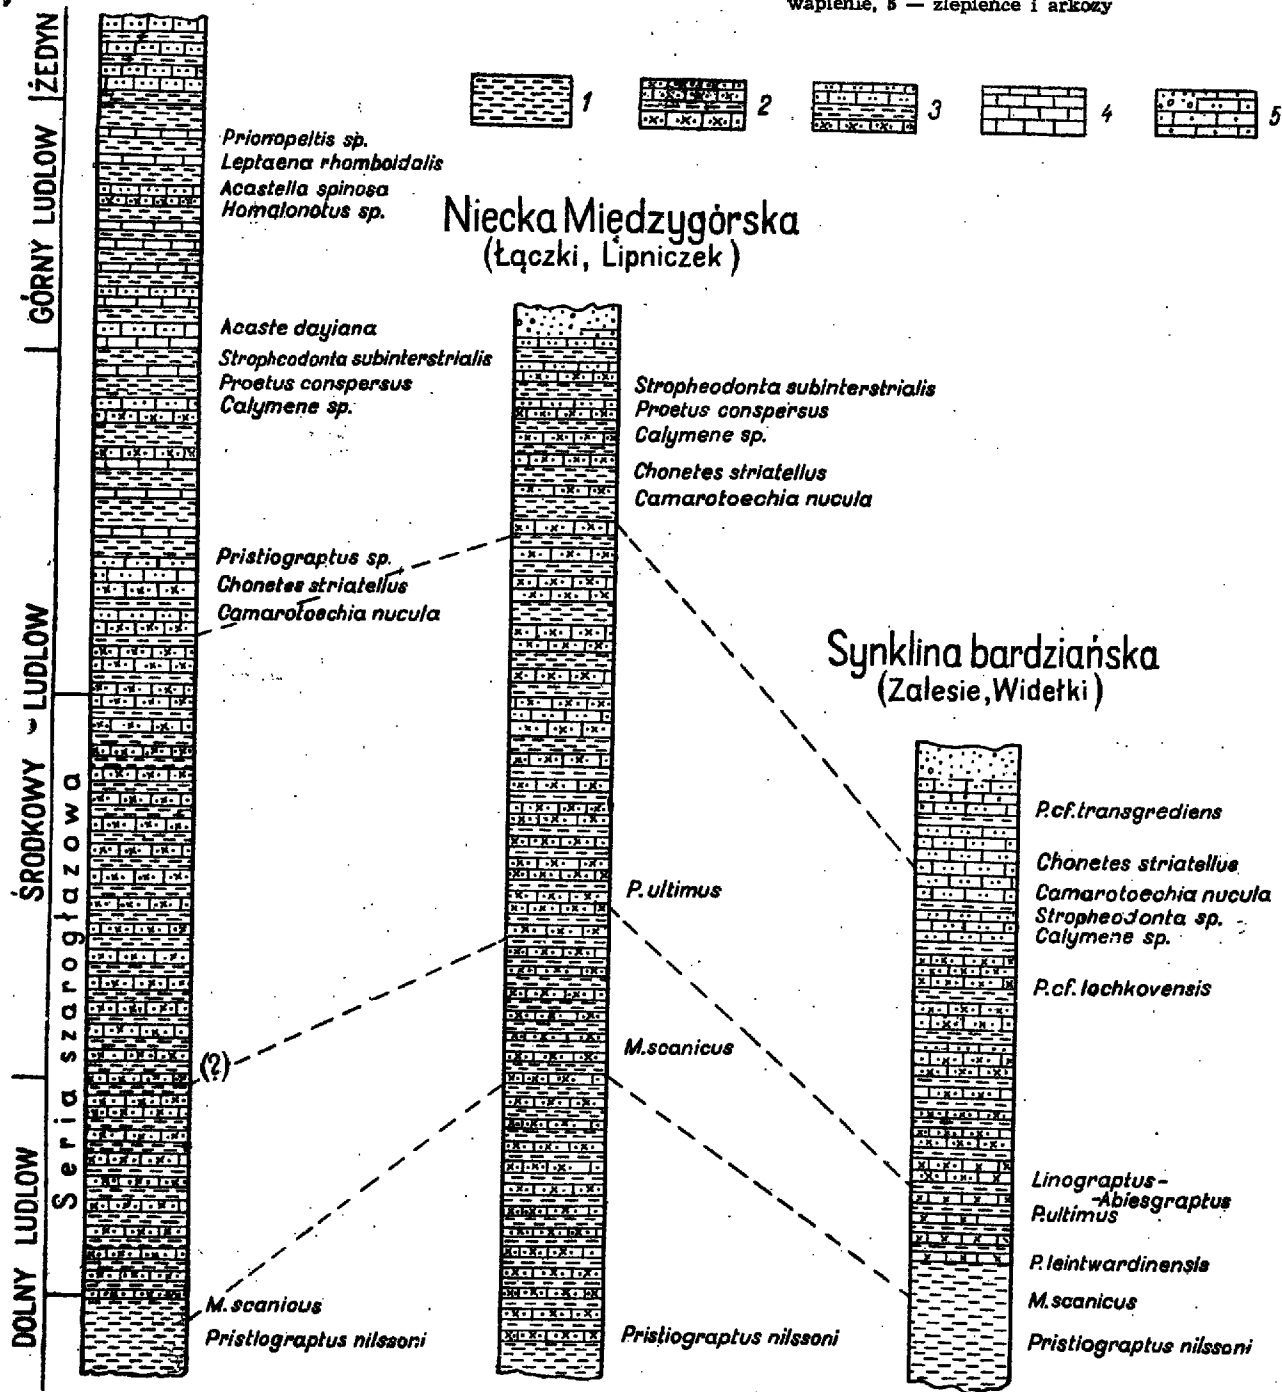 wapienie, 5 — zlepieńce i arkozy
1
2
3
4
5
ŻEDYN
GÓRNY LUDLOW
ŚRODKOWY LUDLOW
DOLNY LUDLOW
Seria szarogłazowa
Prionopeltis sp.
Leptaena rhomboidalis
Acastella spinosa
Homalonotus sp.
Acaste dayiana
Stropheodonta subinterstrialis
Proetus conspersus
Calymene sp.
Pristiograptus sp.
Chonetes striatellus
Camarotoechia nucula
(?)
M. scanicus
Pristiograptus nilssoni
Niecka Międzygórska
(Łączki, Lipniczek)
Stropheodonta subinterstrialis
Proetus conspersus
Calymene sp.
Chonetes striatellus
Camarotoechia nucula
P. ultimus
M. scanicus
Pristiograptus nilssoni
Synklina bardziańska
(Zalesie, Widełki)
P. cf. transgrediens
Chonetes striatellus
Camarotoechia nucula
Stropheodonta sp.
Calymene sp.
P. cf. lochkovensis
Linograptus-
-Abiesgraptus
P. ultimus
P. leintwardinensis
M. scanicus
Pristiograptus nilssoni